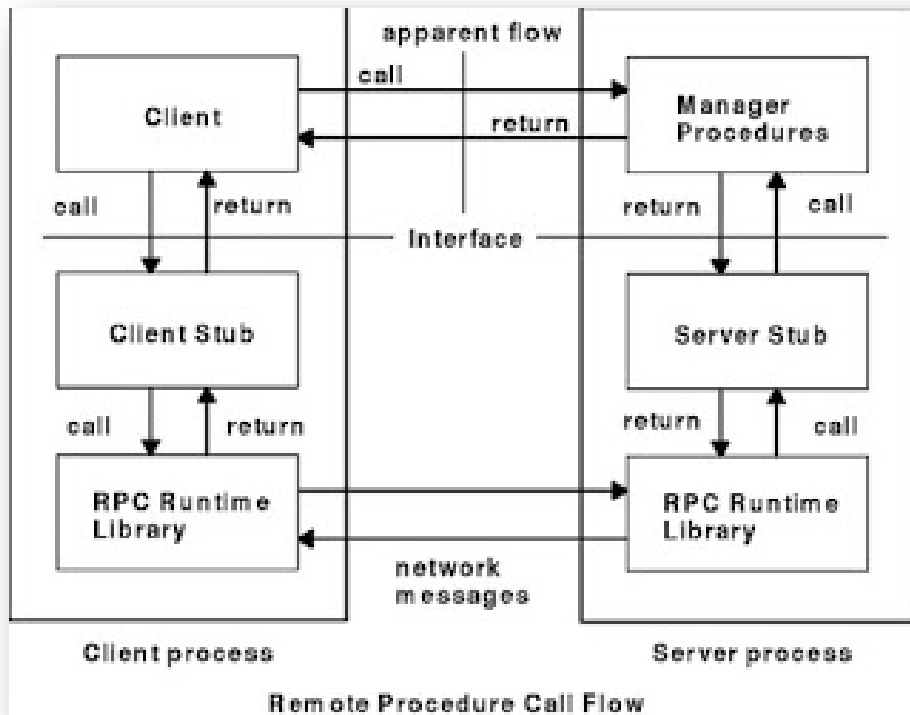 apparent flow
call
Client
Manager
Procedures
return
call
return
return
call
Interface
Client Stub
Server Stub
call
return
return
call
RPC Runtime
Library
RPC Runtime
Library
network
messages
Client process
Server process
Remote Procedure Call Flow